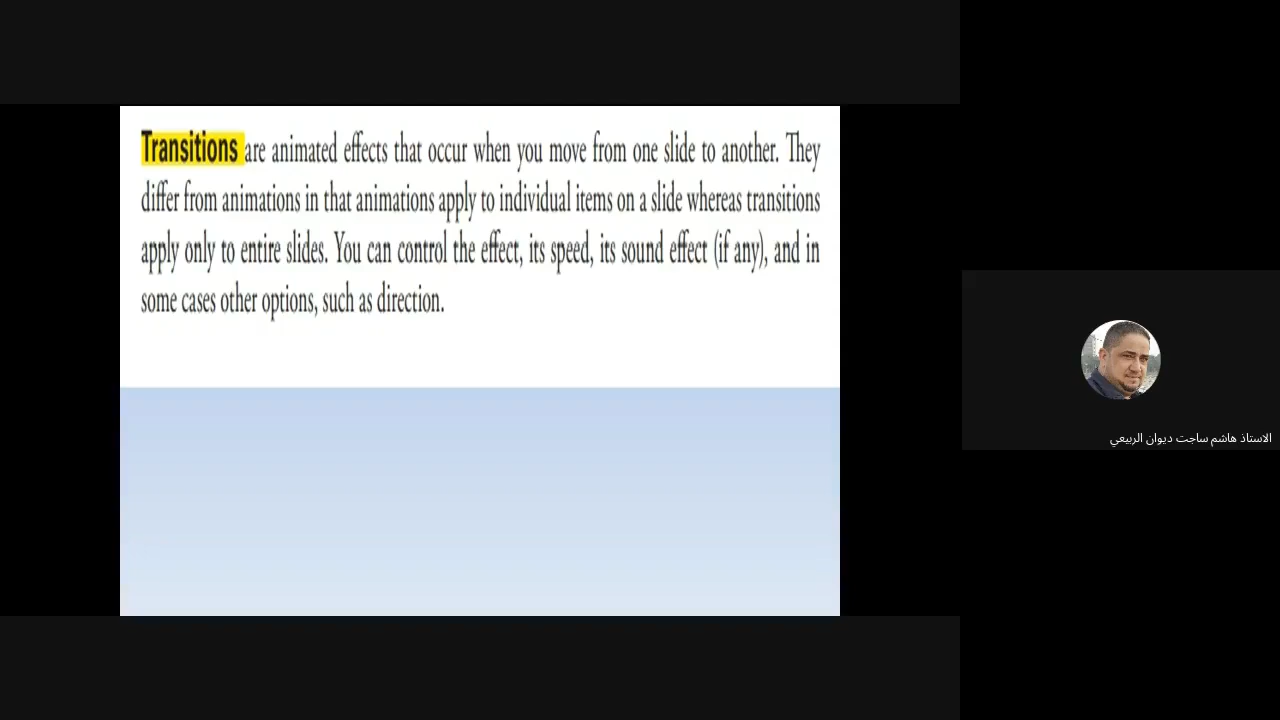 Transitions are animated effects that occur when you move from one slide to another. They
differ from animations in that animations apply to individual items on a slide whereas transitions
apply only to entire slides. You can control the effect, its speed, its sound effect (if any), and in
some cases other options, such as direction.
الاستاذ هاشم ساجت ديوان الربيعي